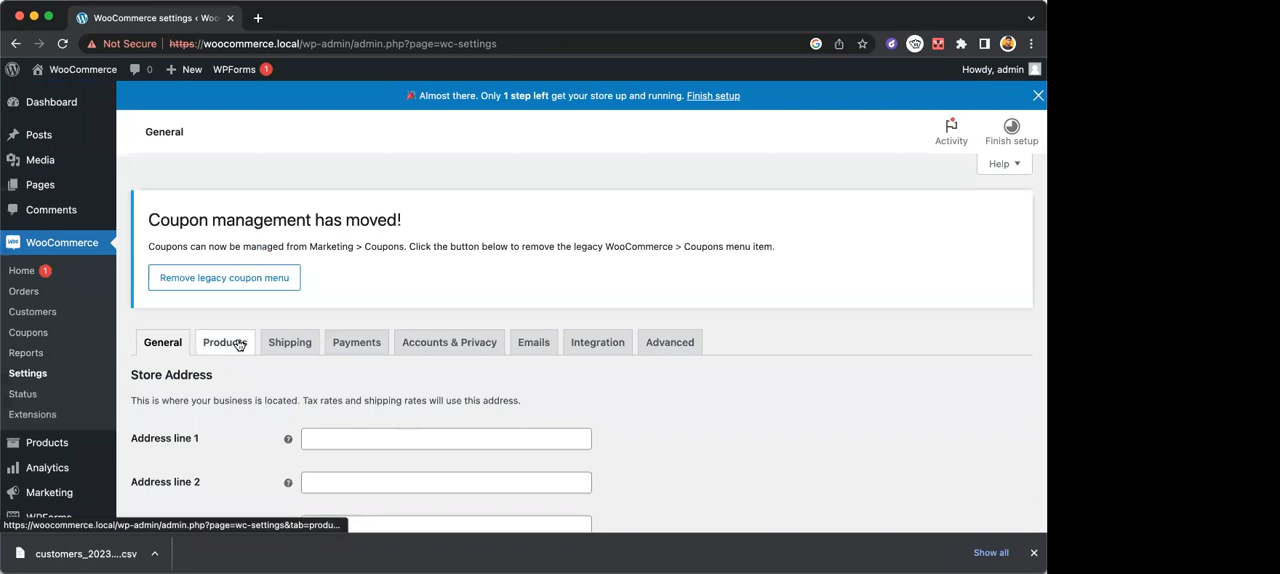 WooCommerce settings ‹ Woo
Not Secure https://woocommerce.local/wp-admin/admin.php?page=wc-settings
WooCommerce 0 New WPForms 1 Howdy, admin
Almost there. Only 1 step left get your store up and running. Finish setup
Dashboard
Posts
Media
Pages
Comments
WooCommerce
Home 1
Orders
Customers
Coupons
Reports
Settings
Status
Extensions
Products
Analytics
Marketing
WPForms
General
Activity
Finish setup
Help
Coupon management has moved!
Coupons can now be managed from Marketing > Coupons. Click the button below to remove the legacy WooCommerce > Coupons menu item.
Remove legacy coupon menu
General Products Shipping Payments Accounts & Privacy Emails Integration Advanced
Store Address
This is where your business is located. Tax rates and shipping rates will use this address.
Address line 1
Address line 2
https://woocommerce.local/wp-admin/admin.php?page=wc-settings&tab=produ...
customers_2023....csv
Show all